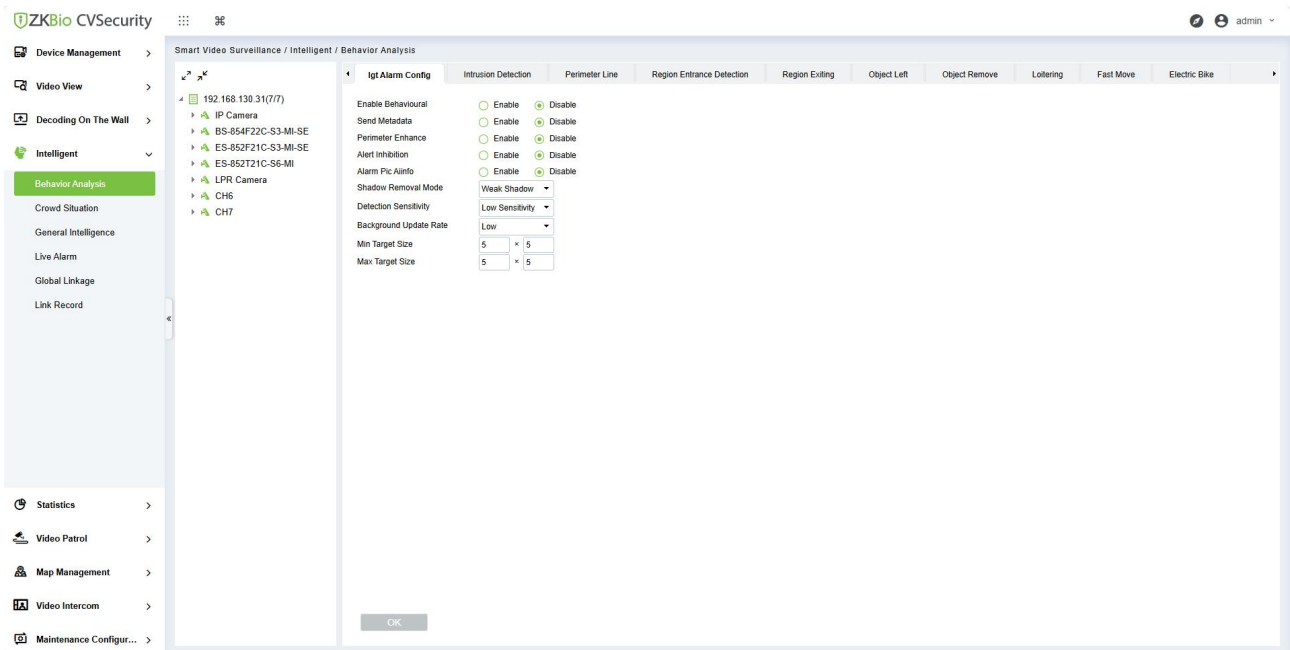 ZKBio CVSecurity
admin
Device Management
Video View
Decoding On The Wall
Intelligent
Behavior Analysis
Crowd Situation
General Intelligence
Live Alarm
Global Linkage
Link Record
Statistics
Video Patrol
Map Management
Video Intercom
Maintenance Configur...
Smart Video Surveillance / Intelligent / Behavior Analysis
192.168.130.31(7/7)
IP Camera
BS-854F22C-S3-MI-SE
ES-852F21C-S3-MI-SE
ES-852T21C-S6-MI
LPR Camera
CH6
CH7
Igt Alarm Config Intrusion Detection Perimeter Line Region Entrance Detection Region Exiting Object Left Object Remove Loitering Fast Move Electric Bike
Enable Behavioural Enable Disable
Send Metadata Enable Disable
Perimeter Enhance Enable Disable
Alert Inhibition Enable Disable
Alarm Pic Aiinfo Enable Disable
Shadow Removal Mode Weak Shadow
Detection Sensitivity Low Sensitivity
Background Update Rate Low
Min Target Size 5 × 5
Max Target Size 5 × 5
OK